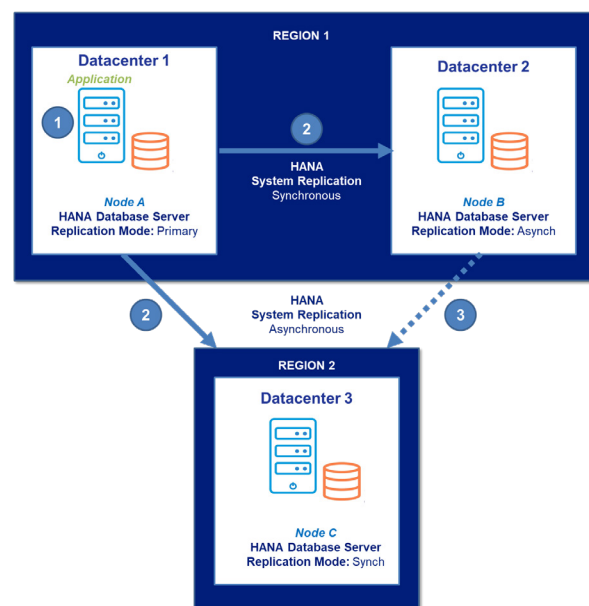 REGION 1
Datacenter 1
Application
1
Node A
HANA Database Server
Replication Mode: Primary
2
HANA
System Replication
Synchronous
Datacenter 2
Node B
HANA Database Server
Replication Mode: Asynch
2
HANA
System Replication
Asynchronous
3
REGION 2
Datacenter 3
Node C
HANA Database Server
Replication Mode: Synch